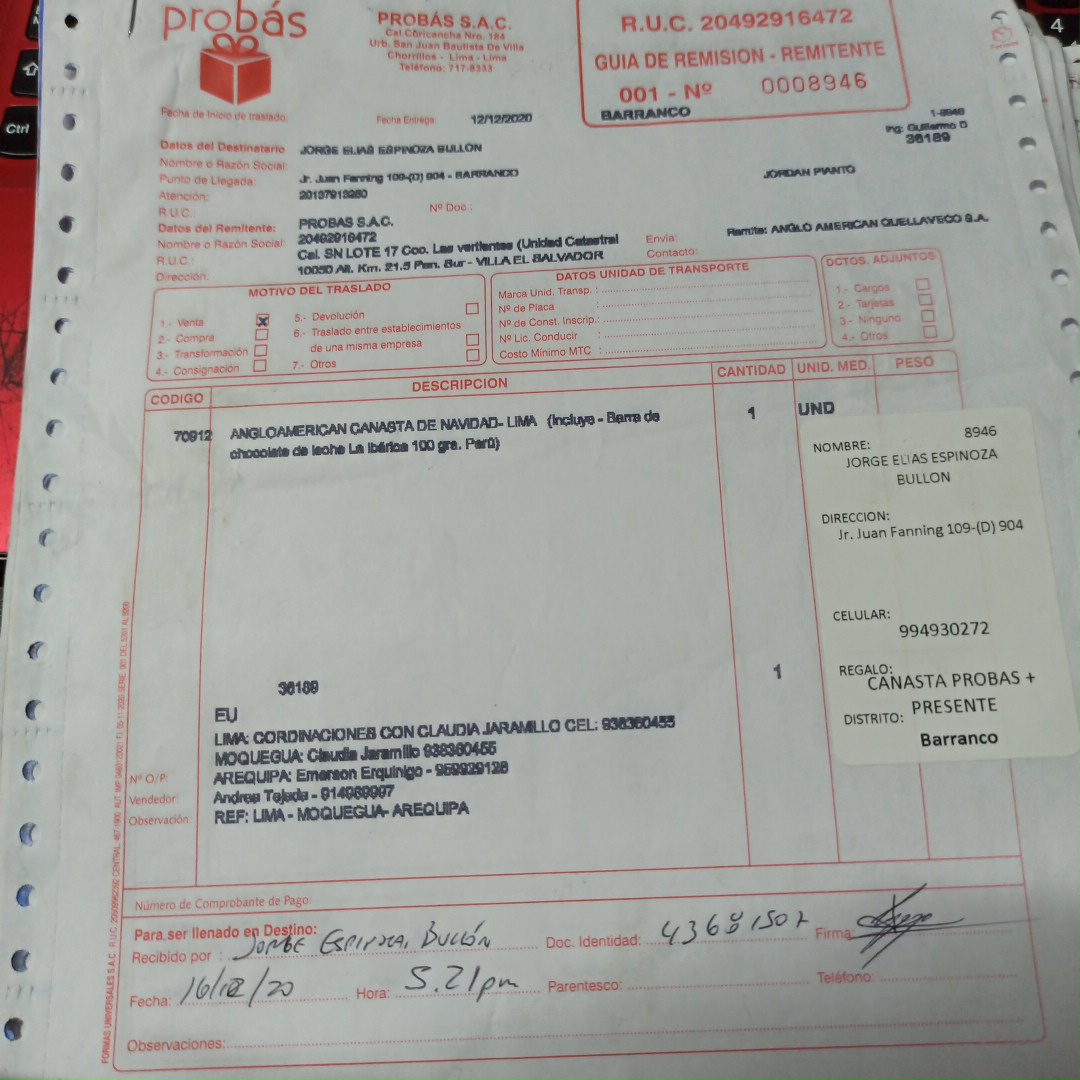 4
Ctrl
probás
PROBÁS S.A.C.
Cal.Coricancha Nro. 184
Urb. San Juan Bautista De Villa
Chorrillos - Lima - Lima
Teléfono: 717-8333
R.U.C. 20492916472
GUIA DE REMISION - REMITENTE
001 - Nº 0008946
Fecha de Inicio de traslado:
Fecha Entrega: 12/12/2020
BARRANCO
1-8946
Ing: Guillermo D
36189
Datos del Destinatario
Nombre o Razón Social: JORGE ELIAS ESPINOZA BULLON
Punto de Llegada: Jr. Juan Fanning 109-(D) 904 - BARRANCO
JORDAN PIANTO
Atención:
R.U.C.: 20137913250
Nº Doc.:
Datos del Remitente:
Nombre o Razón Social: PROBAS S.A.C.
R.U.C.: 20492916472
Dirección: Cal. SN LOTE 17 Coo. Las vertientes (Unidad Catastral
10030 Alt. Km. 21.5 Pan. Sur - VILLA EL SALVADOR
Envia: Remite: ANGLO AMERICAN QUELLAVECO S.A.
Contacto:
MOTIVO DEL TRASLADO
1.- Venta X
2.- Compra
3.- Transformación
4.- Consignación
5.- Devolución
6.- Traslado entre establecimientos
de una misma empresa
7.- Otros
DATOS UNIDAD DE TRANSPORTE
Marca Unid. Transp. :
Nº de Placa :
Nº de Const. Inscrip.:
Nº Lic. Conducir :
Costo Mínimo MTC :
DCTOS. ADJUNTOS
1.- Cargos
2.- Tarjetas
3.- Ninguno
4.- Otros
CODIGO DESCRIPCION CANTIDAD UNID. MED. PESO
70912 ANGLOAMERICAN CANASTA DE NAVIDAD- LIMA (Incluye - Barra de 1 UND
chocolate de leche La Ibérica 100 grs. Perú)
8946
NOMBRE:
JORGE ELIAS ESPINOZA
BULLON
DIRECCION:
Jr. Juan Fanning 109-(D) 904
CELULAR:
994930272
REGALO:
CANASTA PROBAS +
PRESENTE
DISTRITO:
Barranco
36189 1
EU
LIMA: CORDINACIONES CON CLAUDIA JARAMILLO CEL: 938360455
MOQUEGUA: Claudia Jaramillo 938360455
Nº O/P: AREQUIPA: Emerson Erquinigo - 959929128
Vendedor: Andrea Tejeda - 914989997
Observación: REF: LIMA - MOQUEGUA- AREQUIPA
Número de Comprobante de Pago:
Para ser llenado en Destino:
Recibido por : JORGE ESPINOZA BULLÓN Doc. Identidad: Firma:
Fecha: 16/12/20 Hora: 5.21pm Parentesco: Teléfono:
Observaciones: